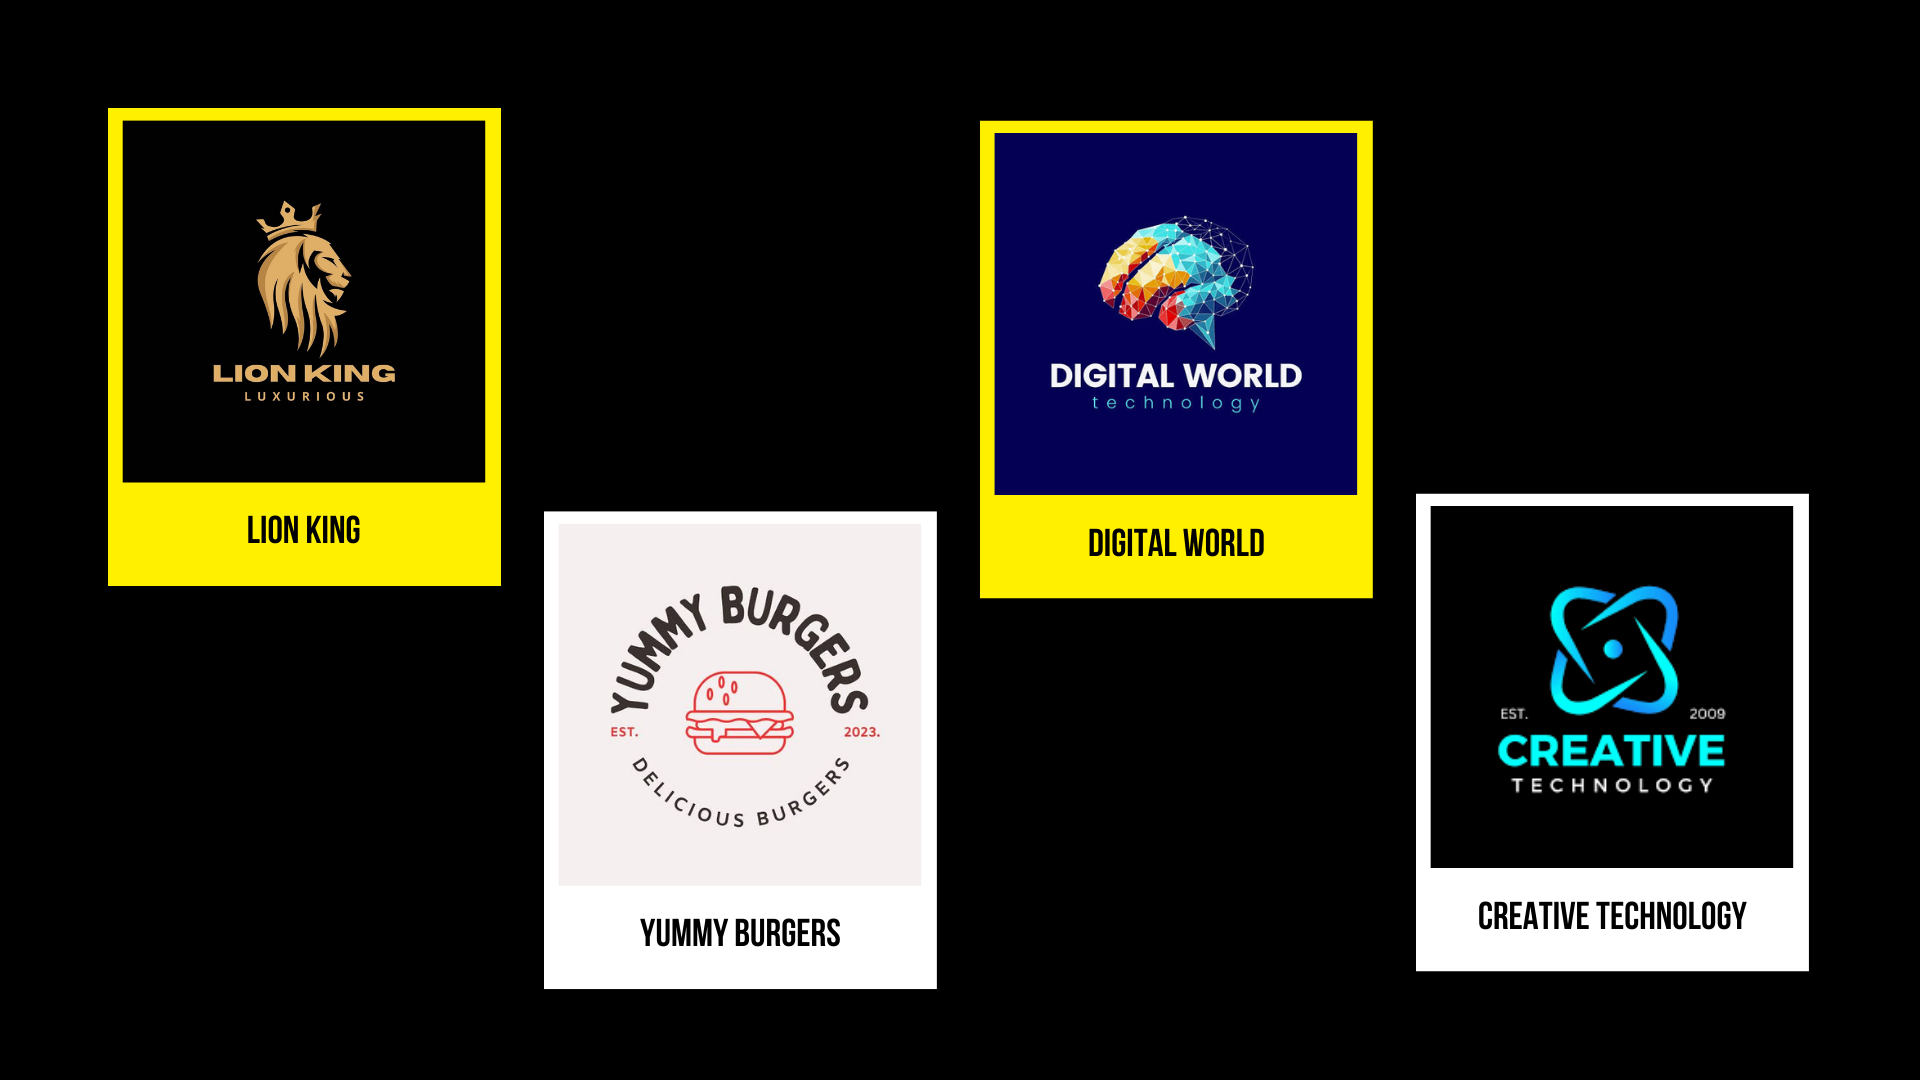 LION KING
LUXURIOUS
LION KING
YUMMY BURGERS
EST.
2023.
DELICIOUS BURGERS
YUMMY BURGERS
DIGITAL WORLD
technology
DIGITAL WORLD
EST.
2009
CREATIVE
TECHNOLOGY
CREATIVE TECHNOLOGY